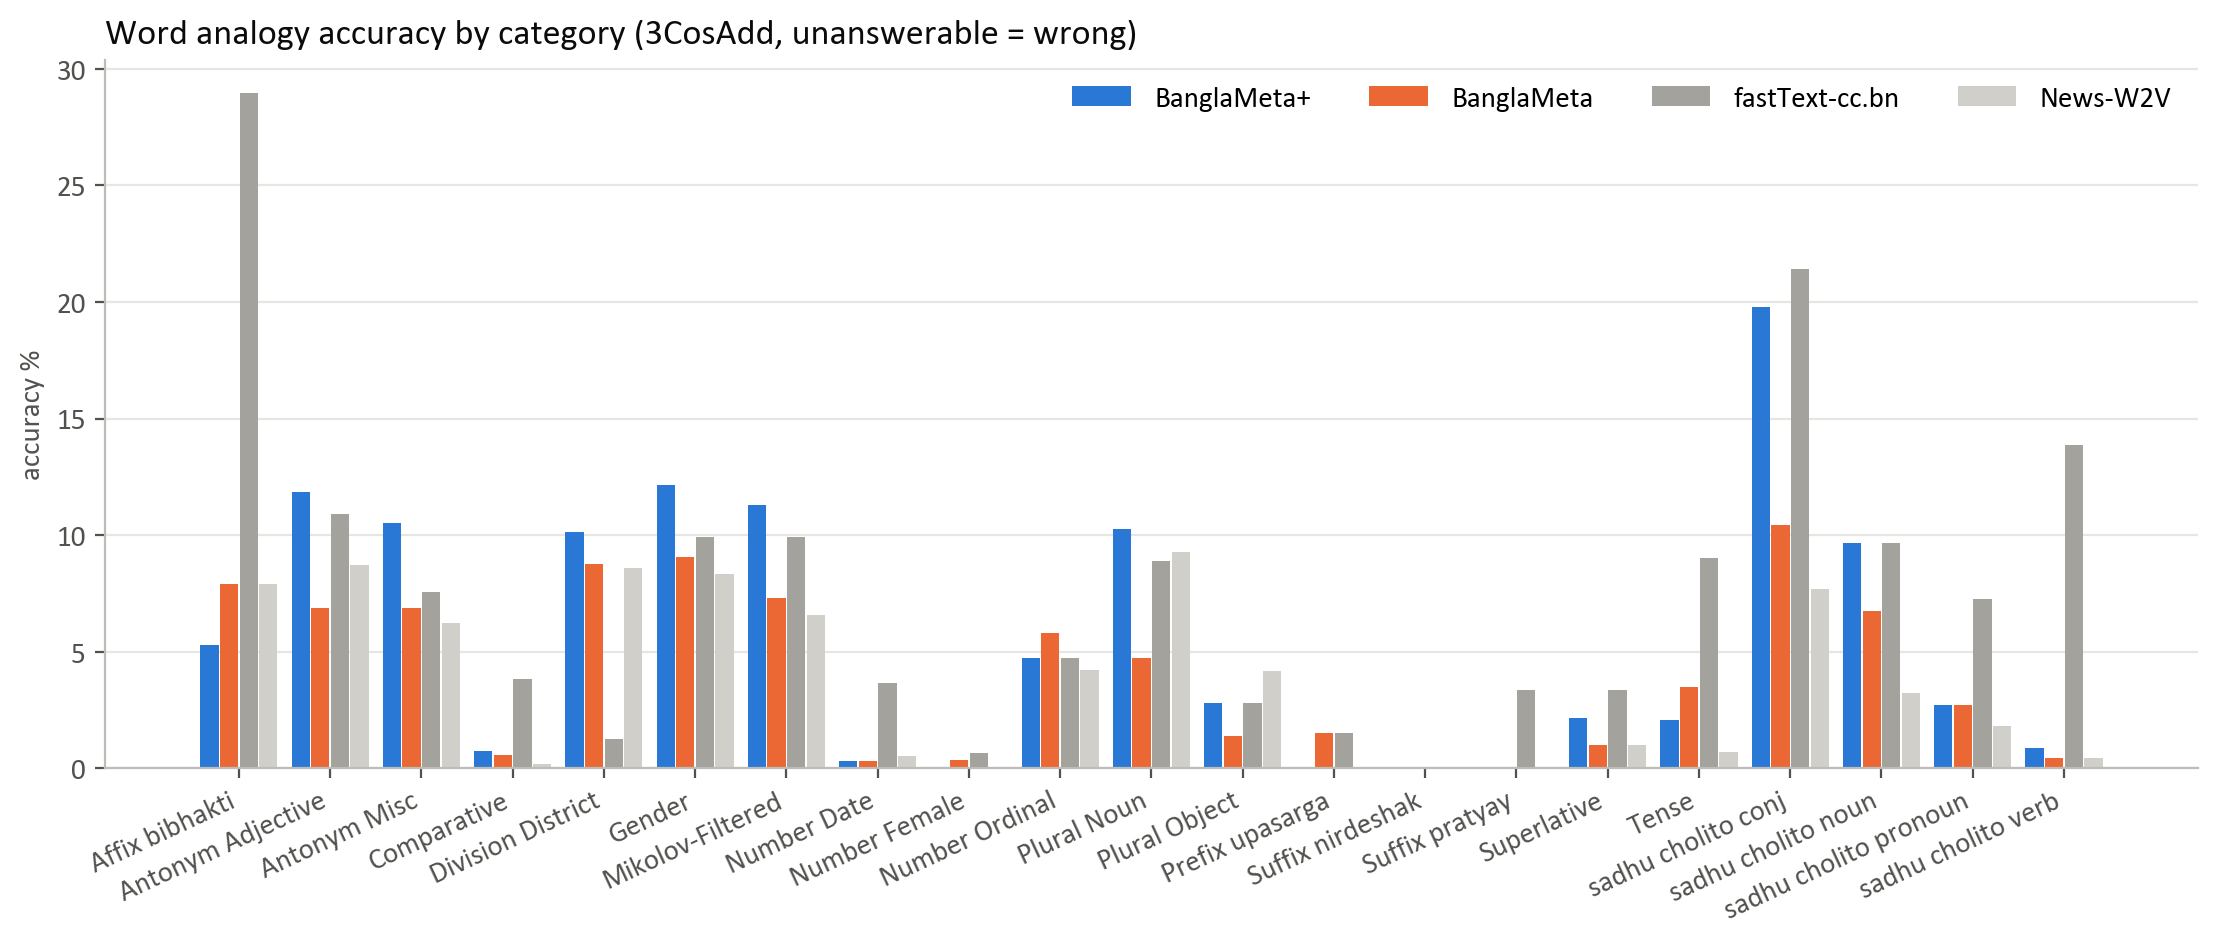 Word analogy accuracy by category (3CosAdd, unanswerable = wrong)
BanglaMeta+ BanglaMeta fastText-cc.bn News-W2V
accuracy %
30
25
20
15
10
5
0
Affix bibhakti
Antonym Adjective
Antonym Misc
Comparative
Division District
Gender
Mikolov-Filtered
Number Date
Number Female
Number Ordinal
Plural Noun
Plural Object
Prefix upasarga
Suffix nirdeshak
Suffix pratyay
Superlative
Tense
sadhu cholito conj
sadhu cholito noun
sadhu cholito pronoun
sadhu cholito verb